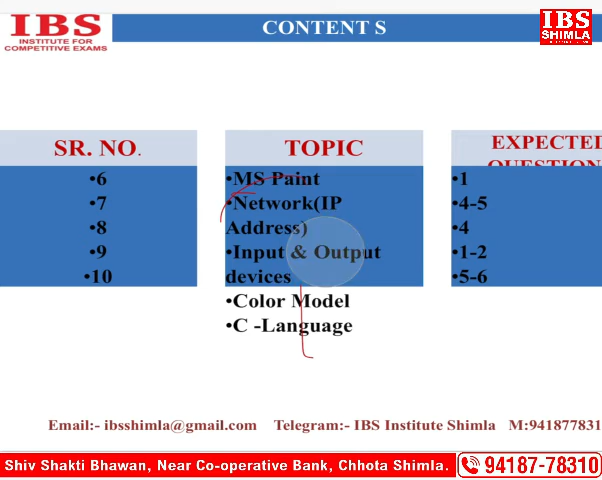 IBS
INSTITUTE FOR
COMPETITIVE EXAMS
CONTENT S
IBS
SHIMLA
SR. NO.
•6
•7
•8
•9
•10
TOPIC
•MS Paint
•Network(IP
Address)
•Input & Output
devices
•Color Model
•C -Language
EXPECTED
QUESTION
•1
•4-5
•4
•1-2
•5-6
Email:- ibsshimla@gmail.com Telegram:- IBS Institute Shimla M:941877831
Shiv Shakti Bhawan, Near Co-operative Bank, Chhota Shimla.
94187-78310